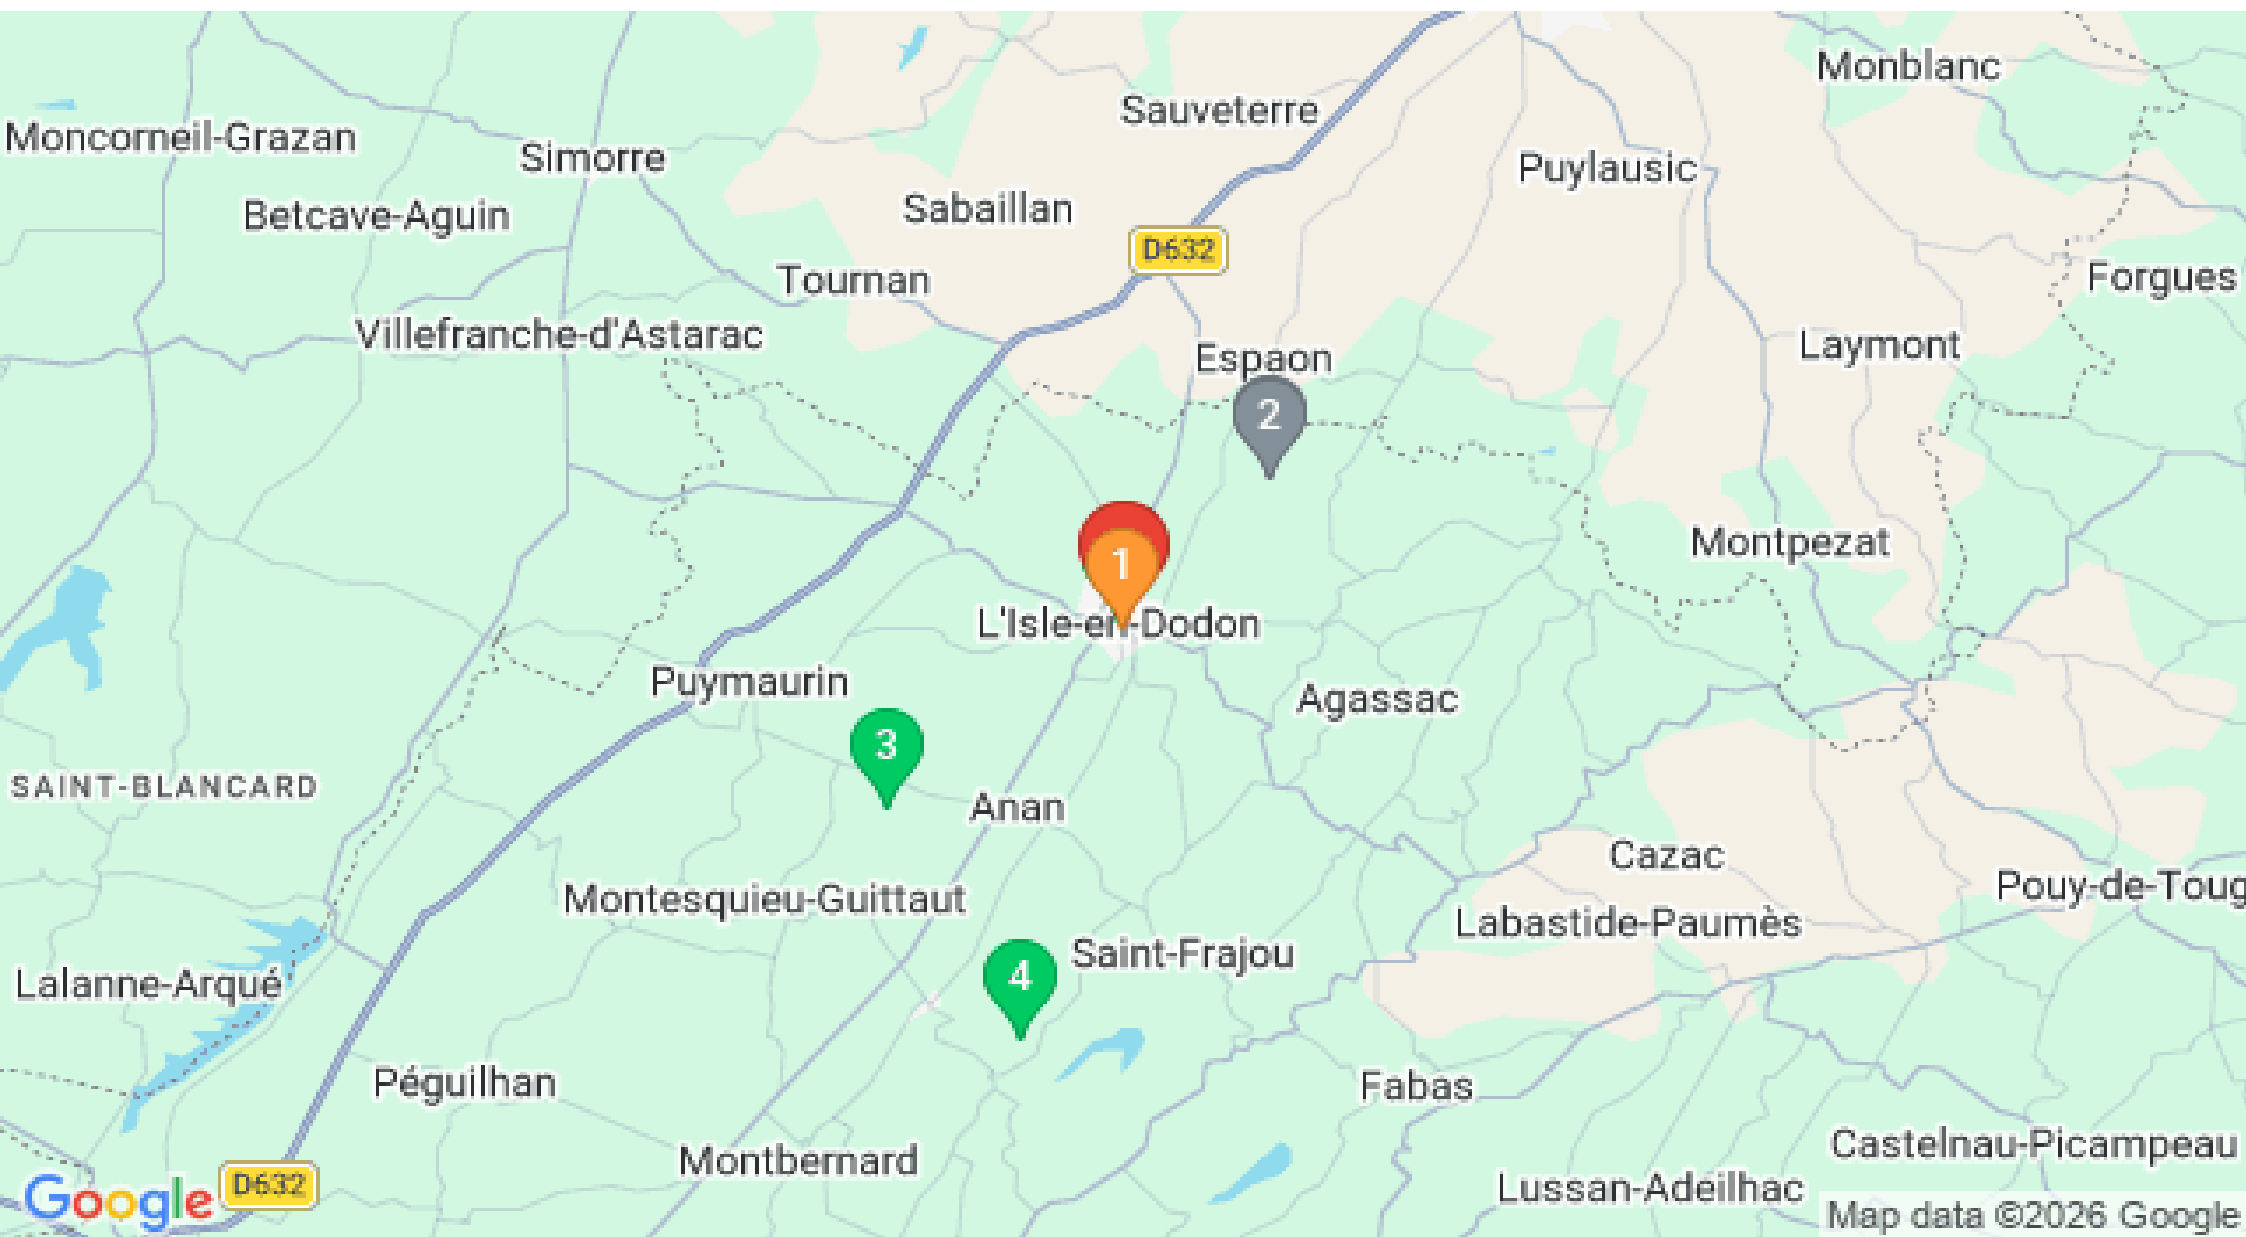 Monblanc
Sauveterre
Moncorneil-Grazan
Simorre
Puylausic
Betcave-Aguin
Sabaillan
D632
Forgues
Tournan
Villefranche-d'Astarac
Laymont
Espaon
2
Montpezat
1
L'Isle-en-Dodon
Puymaurin
Agassac
3
SAINT-BLANCARD
Anan
Cazac
Pouy-de-Toug
Montesquieu-Guittaut
Labastide-Paumès
Saint-Frajou
4
Lalanne-Arqué
Péguilhan
Fabas
Castelnau-Picampeau
Montbernard
D632
Lussan-Adeilhac
Google
Map data ©2026 Google